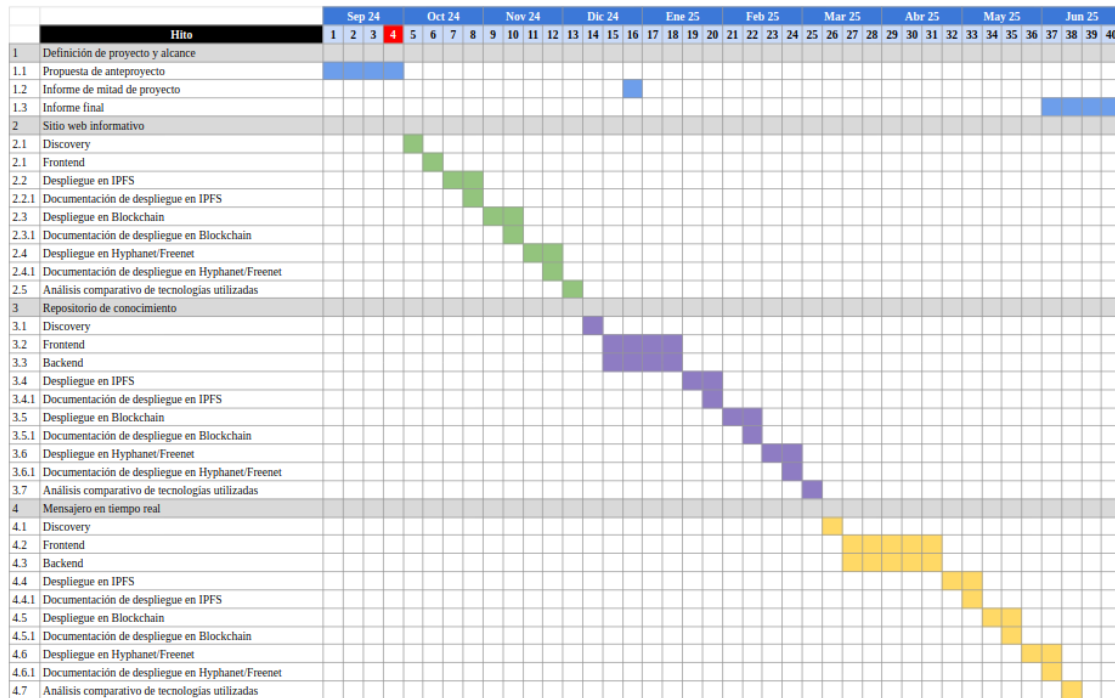 Sep 24 Oct 24 Nov 24 Dic 24 Ene 25 Feb 25 Mar 25 Abr 25 May 25 Jun 25
Hito 1 2 3 4 5 6 7 8 9 10 11 12 13 14 15 16 17 18 19 20 21 22 23 24 25 26 27 28 29 30 31 32 33 34 35 36 37 38 39 40
1 Definición de proyecto y alcance
1.1 Propuesta de anteproyecto
1.2 Informe de mitad de proyecto
1.3 Informe final
2 Sitio web informativo
2.1 Discovery
2.1 Frontend
2.2 Despliegue en IPFS
2.2.1 Documentación de despliegue en IPFS
2.3 Despliegue en Blockchain
2.3.1 Documentación de despliegue en Blockchain
2.4 Despliegue en Hyphanet/Freenet
2.4.1 Documentación de despliegue en Hyphanet/Freenet
2.5 Análisis comparativo de tecnologías utilizadas
3 Repositorio de conocimiento
3.1 Discovery
3.2 Frontend
3.3 Backend
3.4 Despliegue en IPFS
3.4.1 Documentación de despliegue en IPFS
3.5 Despliegue en Blockchain
3.5.1 Documentación de despliegue en Blockchain
3.6 Despliegue en Hyphanet/Freenet
3.6.1 Documentación de despliegue en Hyphanet/Freenet
3.7 Análisis comparativo de tecnologías utilizadas
4 Mensajero en tiempo real
4.1 Discovery
4.2 Frontend
4.3 Backend
4.4 Despliegue en IPFS
4.4.1 Documentación de despliegue en IPFS
4.5 Despliegue en Blockchain
4.5.1 Documentación de despliegue en Blockchain
4.6 Despliegue en Hyphanet/Freenet
4.6.1 Documentación de despliegue en Hyphanet/Freenet
4.7 Análisis comparativo de tecnologías utilizadas